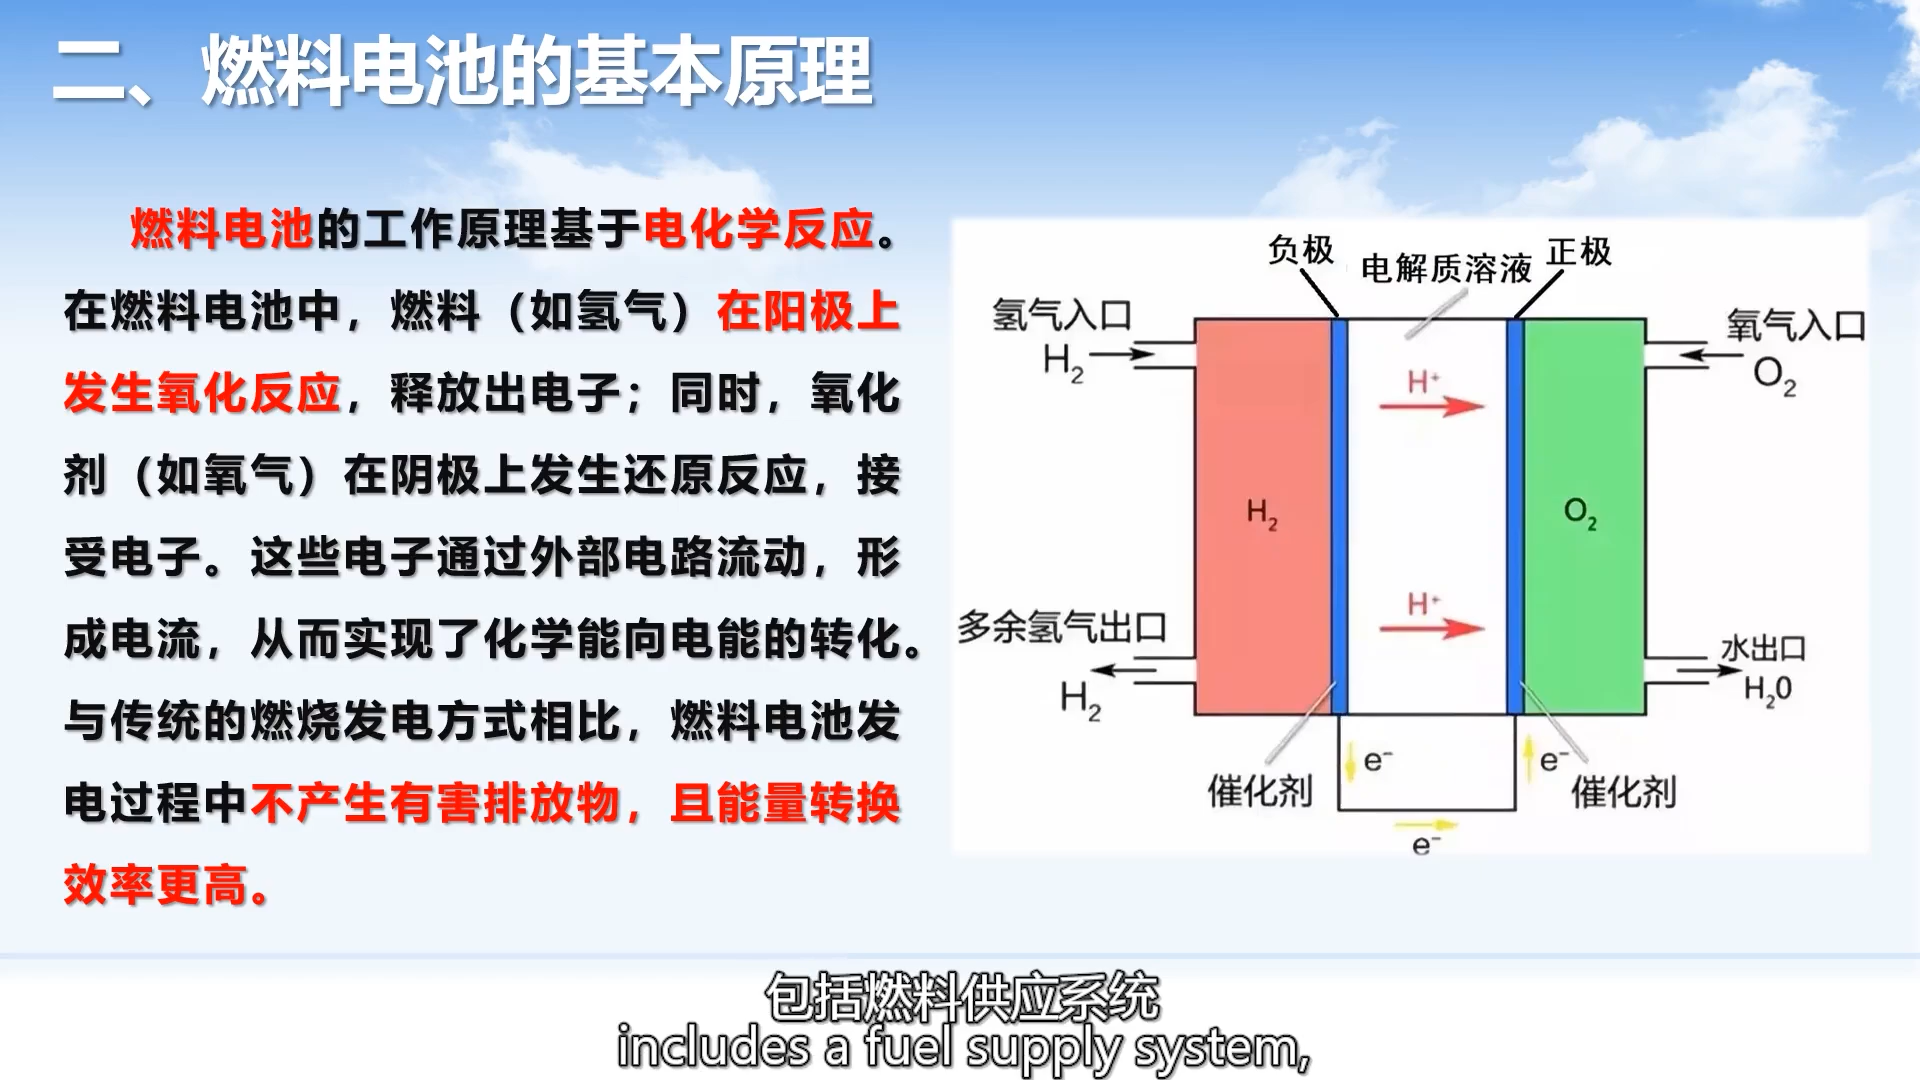 二、燃料电池的基本原理
燃料电池的工作原理基于电化学反应。
在燃料电池中，燃料（如氢气）在阳极上
发生氧化反应，释放出电子；同时，氧化
剂（如氧气）在阴极上发生还原反应，接
受电子。这些电子通过外部电路流动，形
成电流，从而实现了化学能向电能的转化。
与传统的燃烧发电方式相比，燃料电池发
电过程中不产生有害排放物，且能量转换
效率更高。
负极
电解质溶液
正极
氢气入口
H₂
氧气入口
O₂
H⁺
H₂
O₂
H⁺
多余氢气出口
H₂
水出口
H₂0
e⁻
e⁻
催化剂
催化剂
e⁻
包括燃料供应系统
includes a fuel supply system,